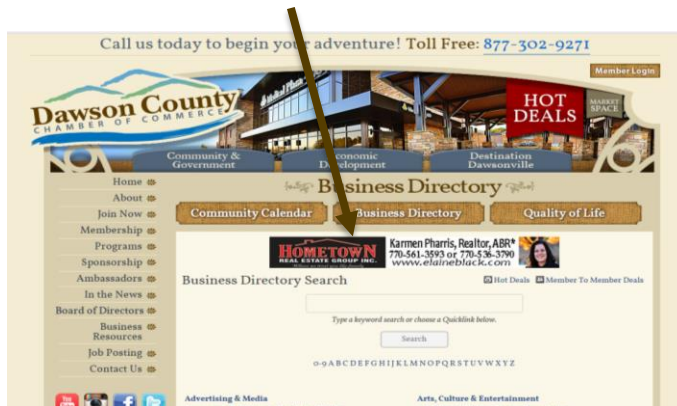 Call us today to begin your adventure! Toll Free: 877-302-9271
Member Login
Dawson County
CHAMBER OF COMMERCE
HOT DEALS
MARKET SPACE
Community & Government
Economic Development
Destination Dawsonville
Home
About
Join Now
Membership
Programs
Sponsorship
Ambassadors
In the News
Board of Directors
Business Resources
Job Posting
Contact Us
Business Directory
Community Calendar
Business Directory
Quality of Life
HOMETOWN
REAL ESTATE GROUP INC.
Karmen Pharris, Realtor, ABR*
770-561-3593 or 770-536-3790
www.elaineblack.com
Business Directory Search
Hot Deals
Member To Member Deals
Type a keyword search or choose a Quicklink below.
Search
0-9 A B C D E F G H I J K L M N O P Q R S T U V W X Y Z
Advertising & Media
Arts, Culture & Entertainment